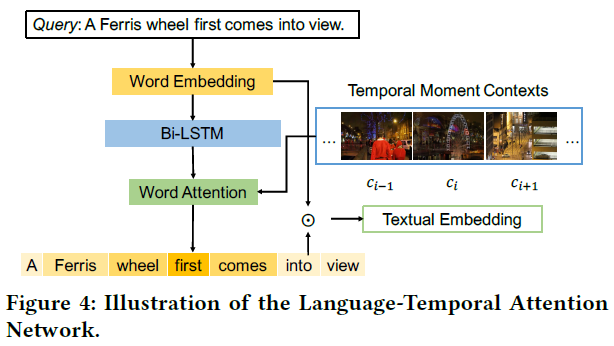 Query: A Ferris wheel first comes into view.
Word Embedding
Temporal Moment Contexts
Bi-LSTM
... ...
Word Attention
c_{i-1} c_i c_{i+1}
⊙
Textual Embedding
A Ferris wheel first comes into view
Figure 4: Illustration of the Language-Temporal Attention
Network.